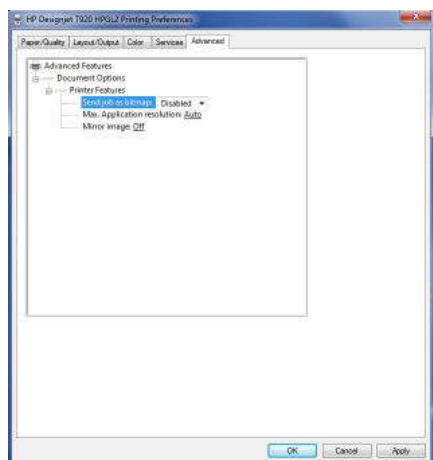 HP Designjet T920 HPGL2 Printing Preferences
Paper/Quality Layout/Output Color Services Advanced
Advanced Features
Document Options
Printer Features
Send job as bitmap: Disabled
Max. Application resolution: Auto
Mirror image: Off
OK Cancel Apply